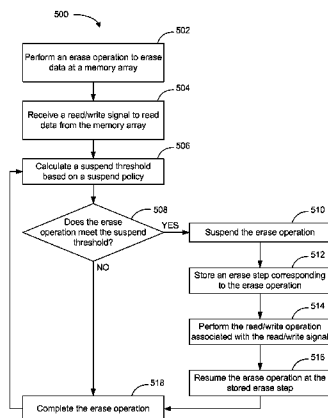 500
502
Perform an erase operation to erase
data at a memory array
504
Receive a read/write signal to read
data from the memory array
506
Calculate a suspend threshold
based on a suspend policy
508
Does the erase
operation meet the suspend
threshold?
YES
NO
510
Suspend the erase operation
512
Store an erase step corresponding
to the erase operation
514
Perform the read/write operation
associated with the read/write signal
516
Resume the erase operation at the
stored erase step
518
Complete the erase operation